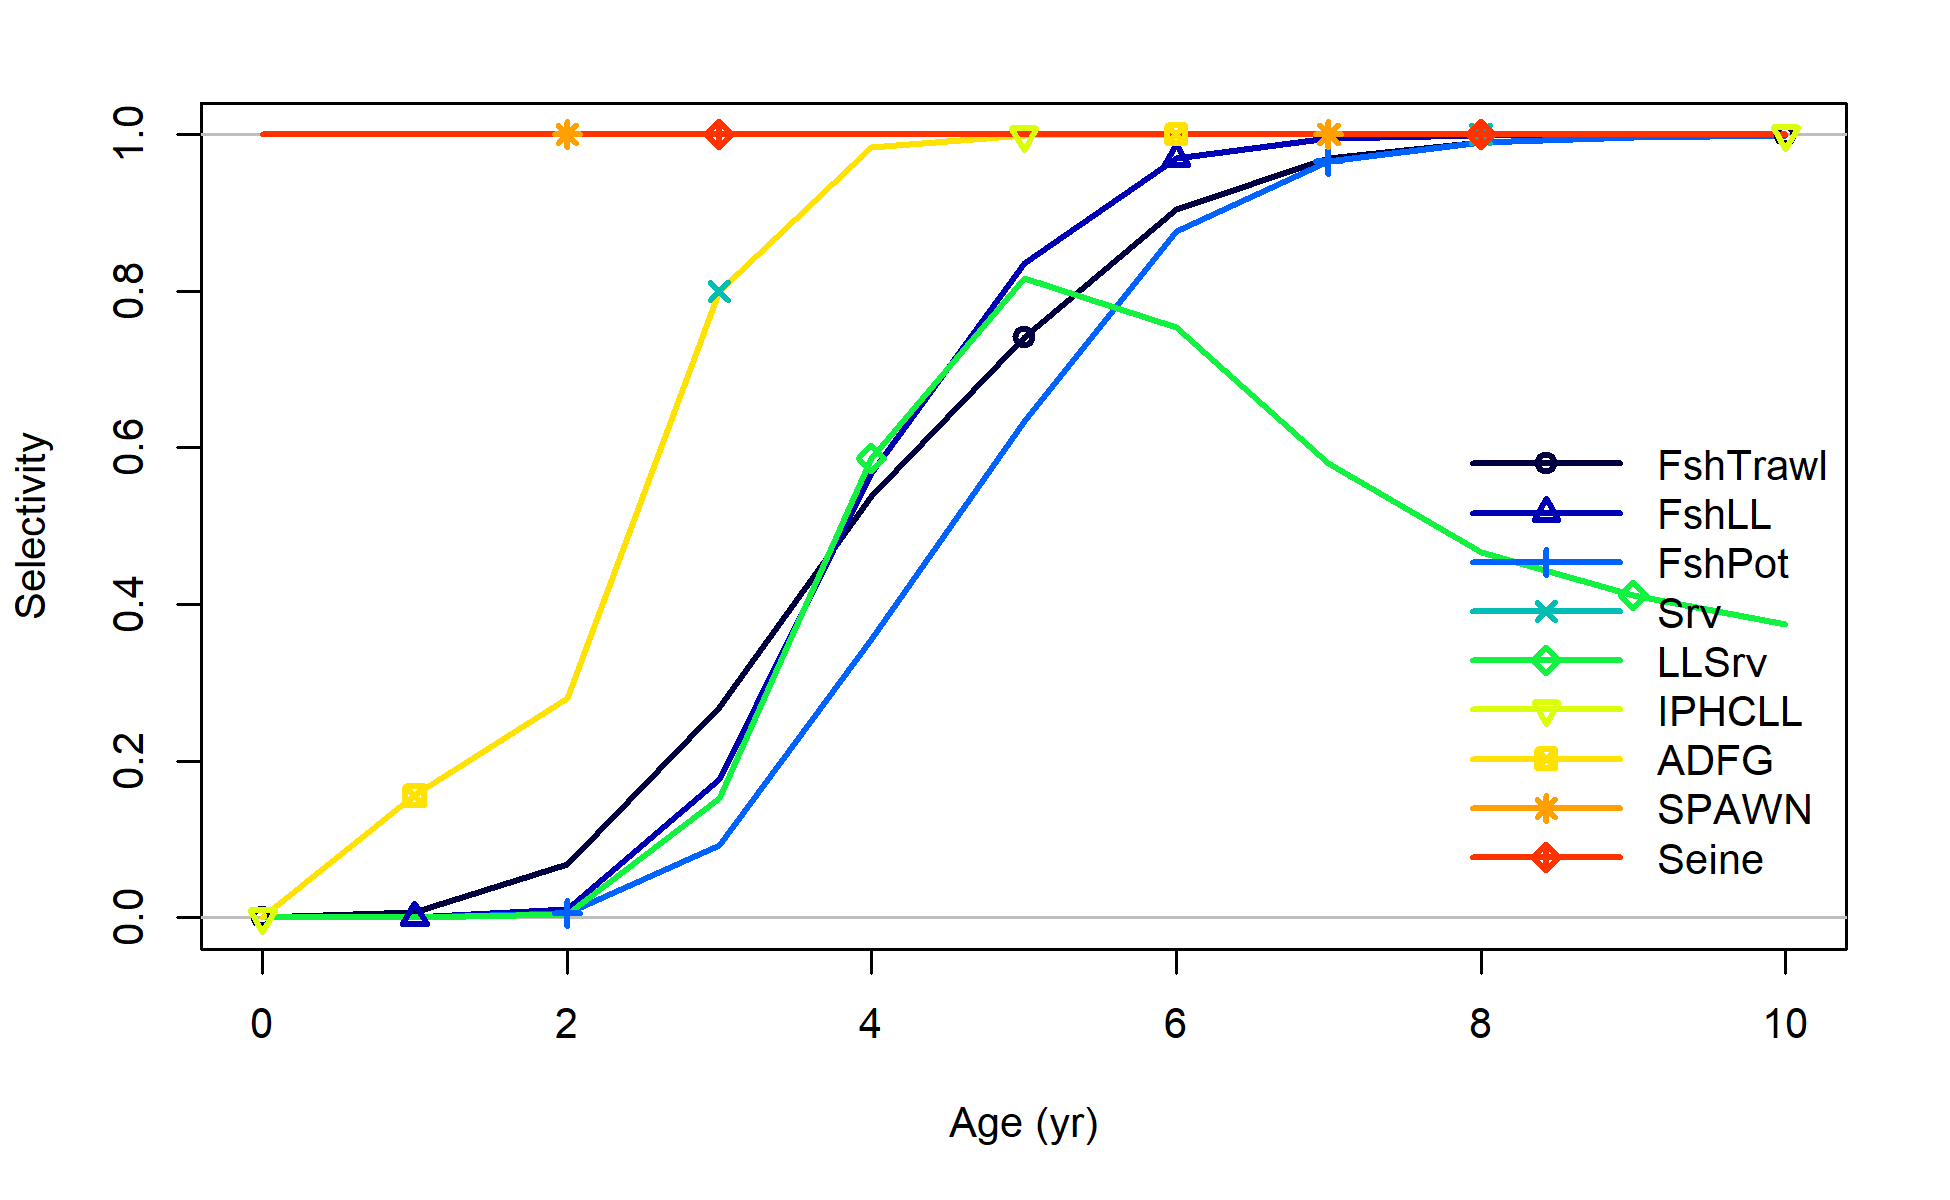 Selectivity
1.0
0.8
0.6
0.4
0.2
0.0
FshTrawl
FshLL
FshPot
Srv
LLSrv
IPHCLL
ADFG
SPAWN
Seine
0 2 4 6 8 10
Age (yr)